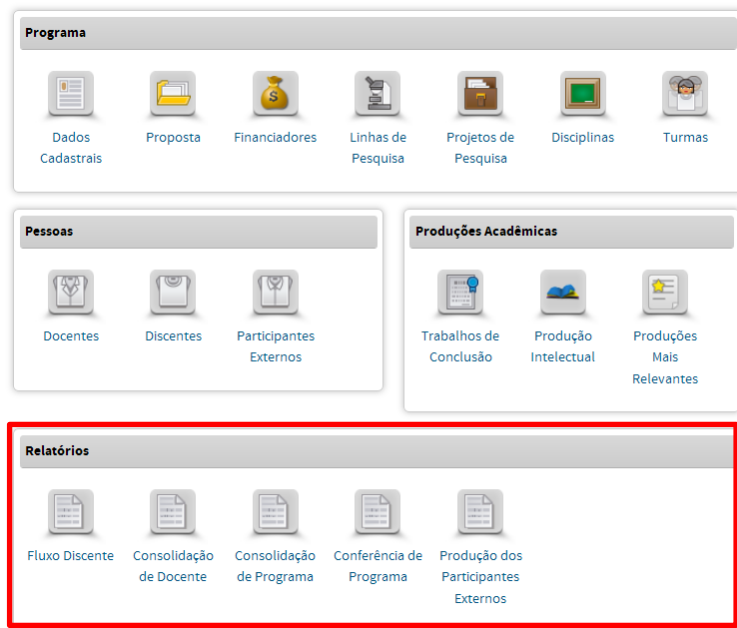 Programa
Dados
Cadastrais
Proposta
Financiadores
Linhas de
Pesquisa
Projetos de
Pesquisa
Disciplinas
Turmas
Pessoas
Docentes
Discentes
Participantes
Externos
Produções Acadêmicas
Trabalhos de
Conclusão
Produção
Intelectual
Produções
Mais
Relevantes
Relatórios
Fluxo Discente
Consolidação
de Docente
Consolidação
de Programa
Conferência de
Programa
Produção dos
Participantes
Externos